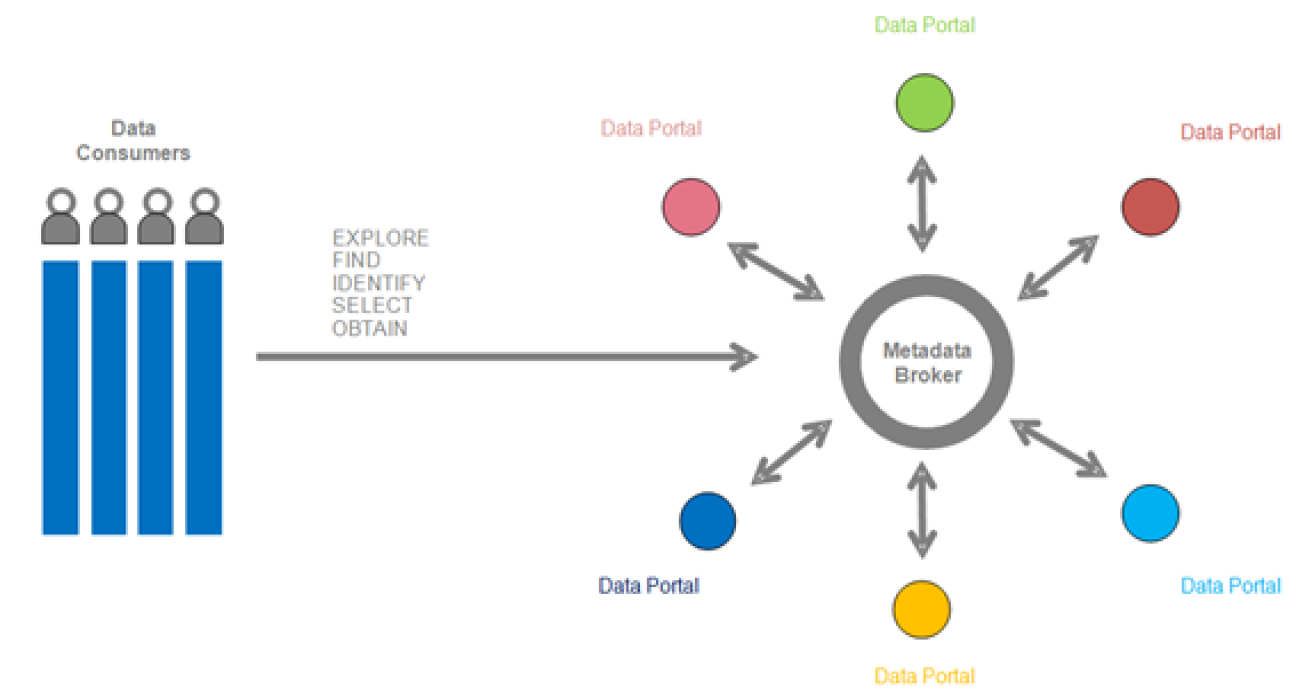 Data Portal
Data Portal
Data Portal
Data
Consumers
EXPLORE
FIND
IDENTIFY
SELECT
OBTAIN
Metadada
Broker
Data Portal
Data Portal
Data Portal